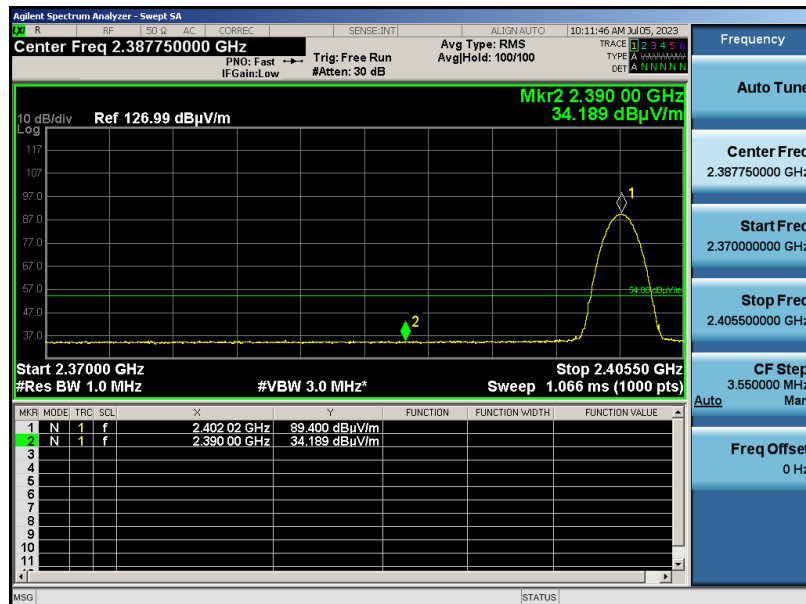 Agilent Spectrum Analyzer - Swept SA
LXI R RF 50 Ω AC CORREC SENSE:INT ALIGN AUTO 10:11:46 AM Jul 05, 2023
Center Freq 2.387750000 GHz
PNO: Fast
IFGain:Low
Trig: Free Run
#Atten: 30 dB
Avg Type: RMS
Avg|Hold: 100/100
TRACE 1 2 3 4 5 6
TYPE A WWWWW
DET A N N N N N
Mkr2 2.390 00 GHz
34.189 dBµV/m
10 dB/div Ref 126.99 dBµV/m
Log
117
107
97.0
87.0
77.0
67.0
57.0
47.0
37.0
1
2
54.00 dBµV/m
Start 2.37000 GHz Stop 2.40550 GHz
#Res BW 1.0 MHz #VBW 3.0 MHz* Sweep 1.066 ms (1000 pts)
MKR MODE TRC SCL X Y FUNCTION FUNCTION WIDTH FUNCTION VALUE
1 N 1 f 2.402 02 GHz 89.400 dBµV/m
2 N 1 f 2.390 00 GHz 34.189 dBµV/m
3
4
5
6
7
8
9
10
11
MSG STATUS
Frequency
Auto Tune
Center Freq
2.387750000 GHz
Start Freq
2.370000000 GHz
Stop Freq
2.405500000 GHz
CF Step
3.550000 MHz
Auto Man
Freq Offset
0 Hz